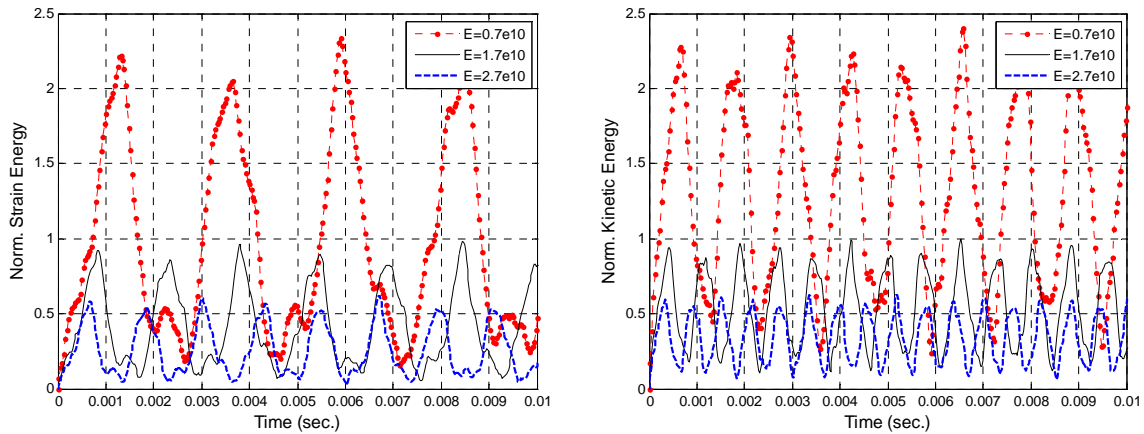 2.5
2
1.5
1
0.5
0
Norm. Strain Energy
E=0.7e10
E=1.7e10
E=2.7e10
0 0.001 0.002 0.003 0.004 0.005 0.006 0.007 0.008 0.009 0.01
Time (sec.)
2.5
2
1.5
1
0.5
0
Norm. Kinetic Energy
E=0.7e10
E=1.7e10
E=2.7e10
0 0.001 0.002 0.003 0.004 0.005 0.006 0.007 0.008 0.009 0.01
Time (sec.)